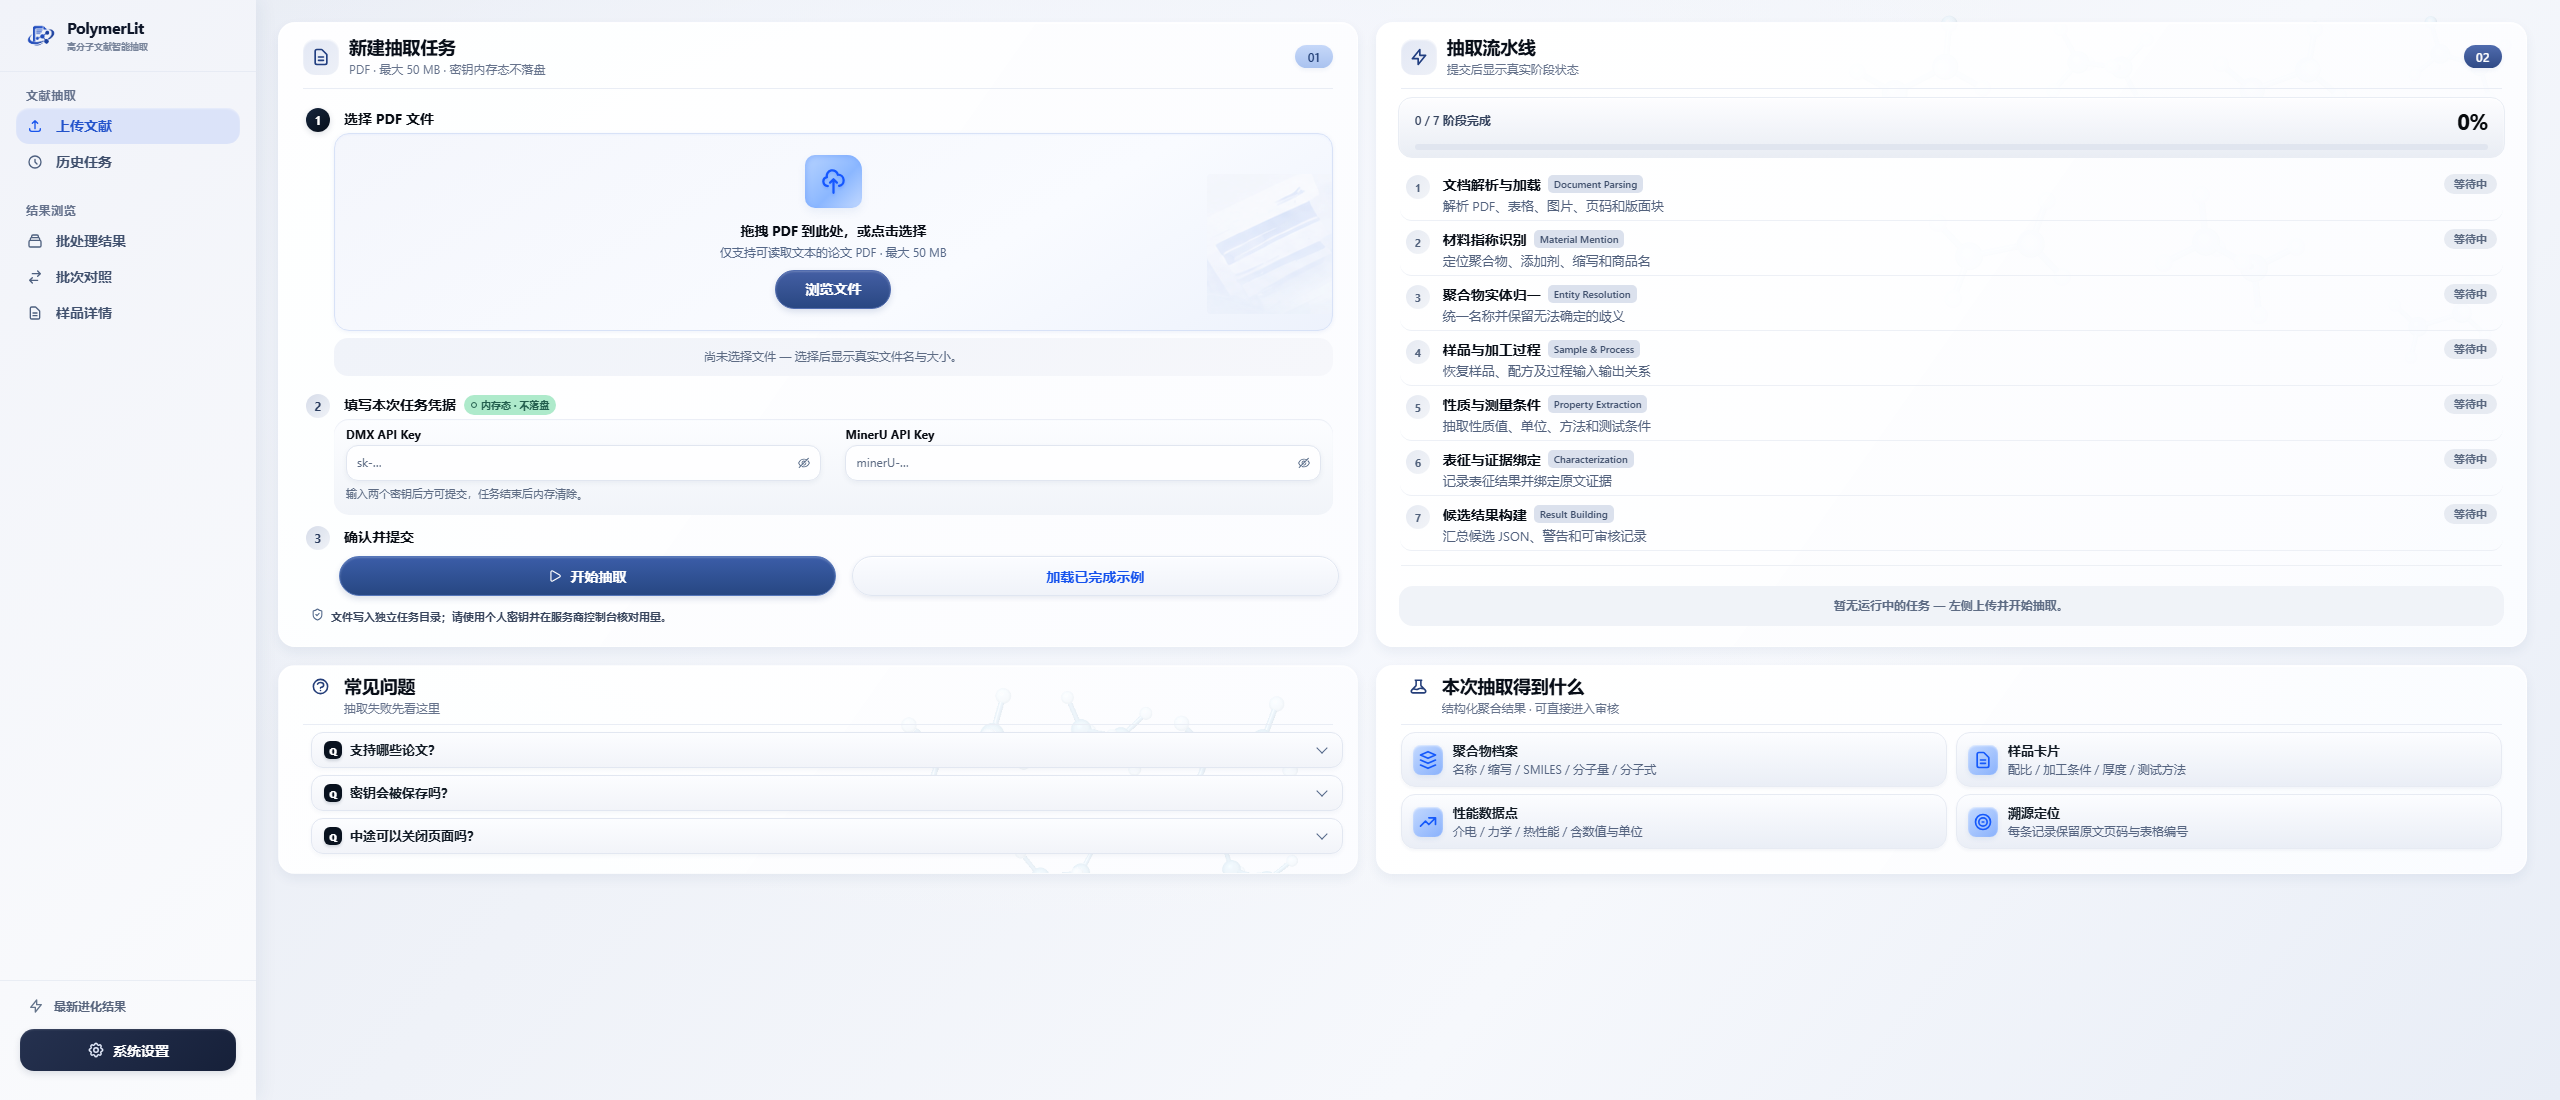 PolymerLit
高分子文献智能抽取
文献抽取
上传文献
历史任务
结果浏览
批处理结果
批次对照
样品详情
最新进化结果
系统设置
新建抽取任务
PDF · 最大 50 MB · 密钥内存态不落盘
01
1 选择 PDF 文件
拖拽 PDF 到此处，或点击选择
仅支持可读取文本的论文 PDF · 最大 50 MB
浏览文件
尚未选择文件 — 选择后显示真实文件名与大小。
2 填写本次任务凭据 内存态 · 不落盘
DMX API Key
sk-...
MinerU API Key
minerU-...
输入两个密钥后方可提交，任务结束后内存清除。
3 确认并提交
开始抽取
加载已完成示例
文件写入独立任务目录；请使用个人密钥并在服务商控制台核对用量。
抽取流水线
提交后显示真实阶段状态
02
0 / 7 阶段完成
0%
1 文档解析与加载 Document Parsing 等待中
解析 PDF、表格、图片、页码和版面块
2 材料指称识别 Material Mention 等待中
定位聚合物、添加剂、缩写和商品名
3 聚合物实体归一 Entity Resolution 等待中
统一名称并保留无法确定的歧义
4 样品与加工过程 Sample & Process 等待中
恢复样品、配方及过程输入输出关系
5 性质与测量条件 Property Extraction 等待中
抽取性质值、单位、方法和测试条件
6 表征与证据绑定 Characterization 等待中
记录表征结果并绑定原文证据
7 候选结果构建 Result Building 等待中
汇总候选 JSON、警告和可审核记录
暂无运行中的任务 — 左侧上传并开始抽取。
常见问题
抽取失败先看这里
Q 支持哪些论文？
Q 密钥会被保存吗？
Q 中途可以关闭页面吗？
本次抽取得到什么
结构化聚合结果 · 可直接进入审核
聚合物档案
名称 / 缩写 / SMILES / 分子量 / 分子式
样品卡片
配比 / 加工条件 / 厚度 / 测试方法
性能数据点
介电 / 力学 / 热性能 / 含数值与单位
溯源定位
每条记录保留原文页码与表格编号